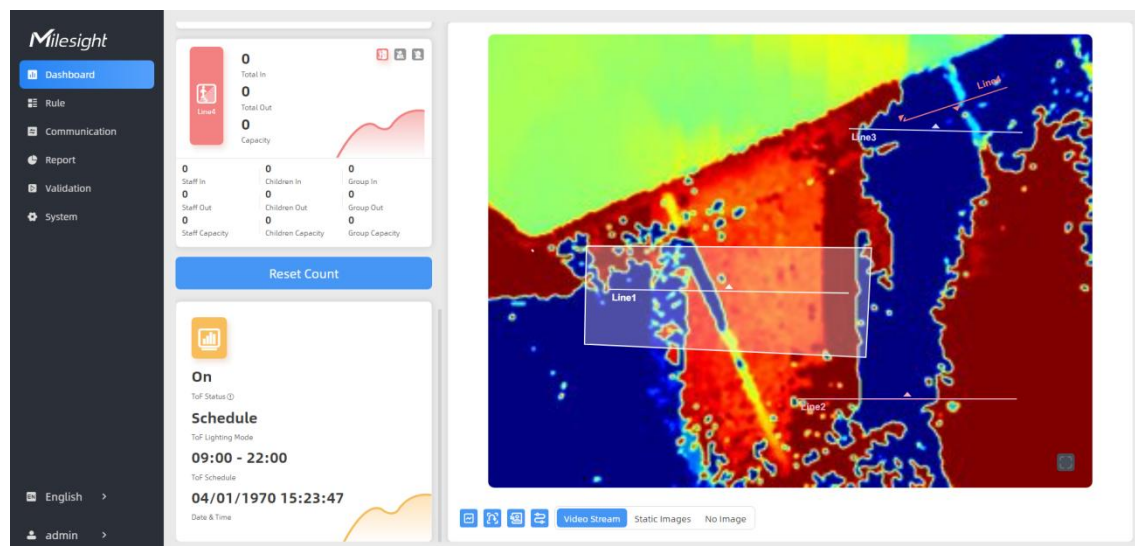 Milesight
Dashboard
Rule
Communication
Report
Validation
System
English >
admin >
Line4
0
Total In
0
Total Out
0
Capacity
0 0 0
Staff In Children In Group In
0 0 0
Staff Out Children Out Group Out
0 0 0
Staff Capacity Children Capacity Group Capacity
Reset Count
On
ToF Status
Schedule
ToF Lighting Mode
09:00 - 22:00
ToF Schedule
04/01/1970 15:23:47
Date & Time
Line4
Line3
Line1
Line2
Video Stream Static Images No Image